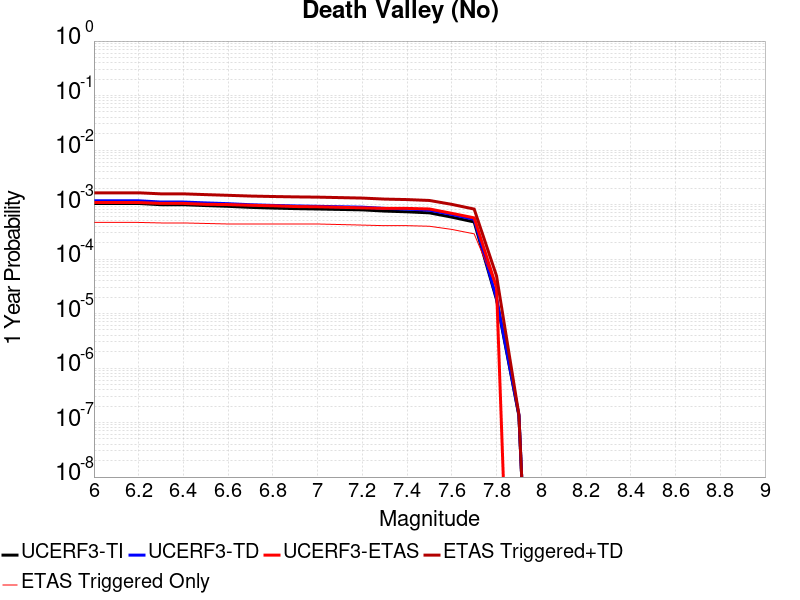 Death Valley (No)
1 Year Probability
10^0
10^-1
10^-2
10^-3
10^-4
10^-5
10^-6
10^-7
10^-8
6 6.2 6.4 6.6 6.8 7 7.2 7.4 7.6 7.8 8 8.2 8.4 8.6 8.8 9
Magnitude
UCERF3-TI UCERF3-TD UCERF3-ETAS ETAS Triggered+TD
ETAS Triggered Only